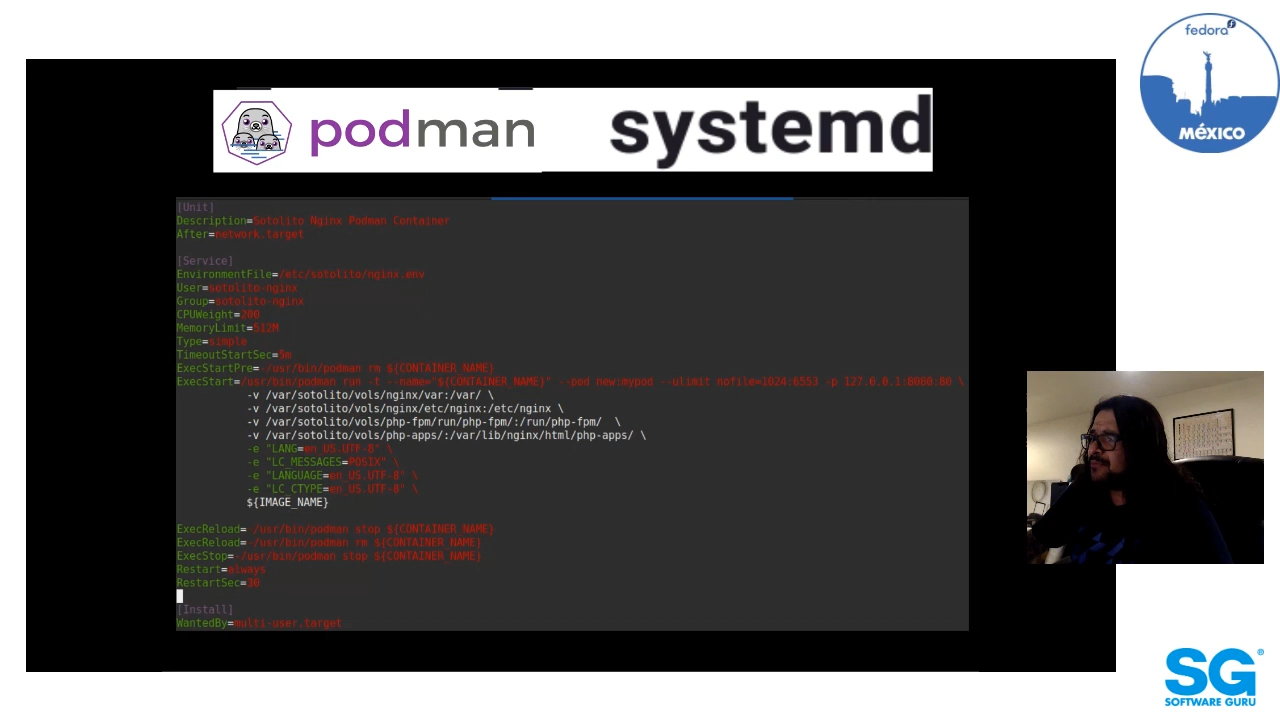 podman
systemd
fedora
MÉXICO
[Unit]
Description=Sotolito Nginx Podman Container
After=network.target
[Service]
EnvironmentFile=/etc/sotolito/nginx.env
User=sotolito-nginx
Group=sotolito-nginx
CPUWeight=200
MemoryLimit=512M
Type=simple
TimeoutStartSec=5m
ExecStartPre=-/usr/bin/podman rm ${CONTAINER_NAME}
ExecStart=/usr/bin/podman run -t --name="${CONTAINER_NAME}" --pod new:mypod --ulimit nofile=1024:6553 -p 127.0.0.1:8080:80 \
-v /var/sotolito/vols/nginx/var:/var/ \
-v /var/sotolito/vols/nginx/etc/nginx:/etc/nginx \
-v /var/sotolito/vols/php-fpm/run/php-fpm/:/run/php-fpm/ \
-v /var/sotolito/vols/php-apps/:/var/lib/nginx/html/php-apps/ \
-e "LANG=en_US.UTF-8" \
-e "LC_MESSAGES=POSIX" \
-e "LANGUAGE=en_US.UTF-8" \
-e "LC_CTYPE=en_US.UTF-8" \
${IMAGE_NAME}
ExecReload=-/usr/bin/podman stop ${CONTAINER_NAME}
ExecReload=-/usr/bin/podman rm ${CONTAINER_NAME}
ExecStop=-/usr/bin/podman stop ${CONTAINER_NAME}
Restart=always
RestartSec=30
[Install]
WantedBy=multi-user.target
SG
SOFTWARE GURU